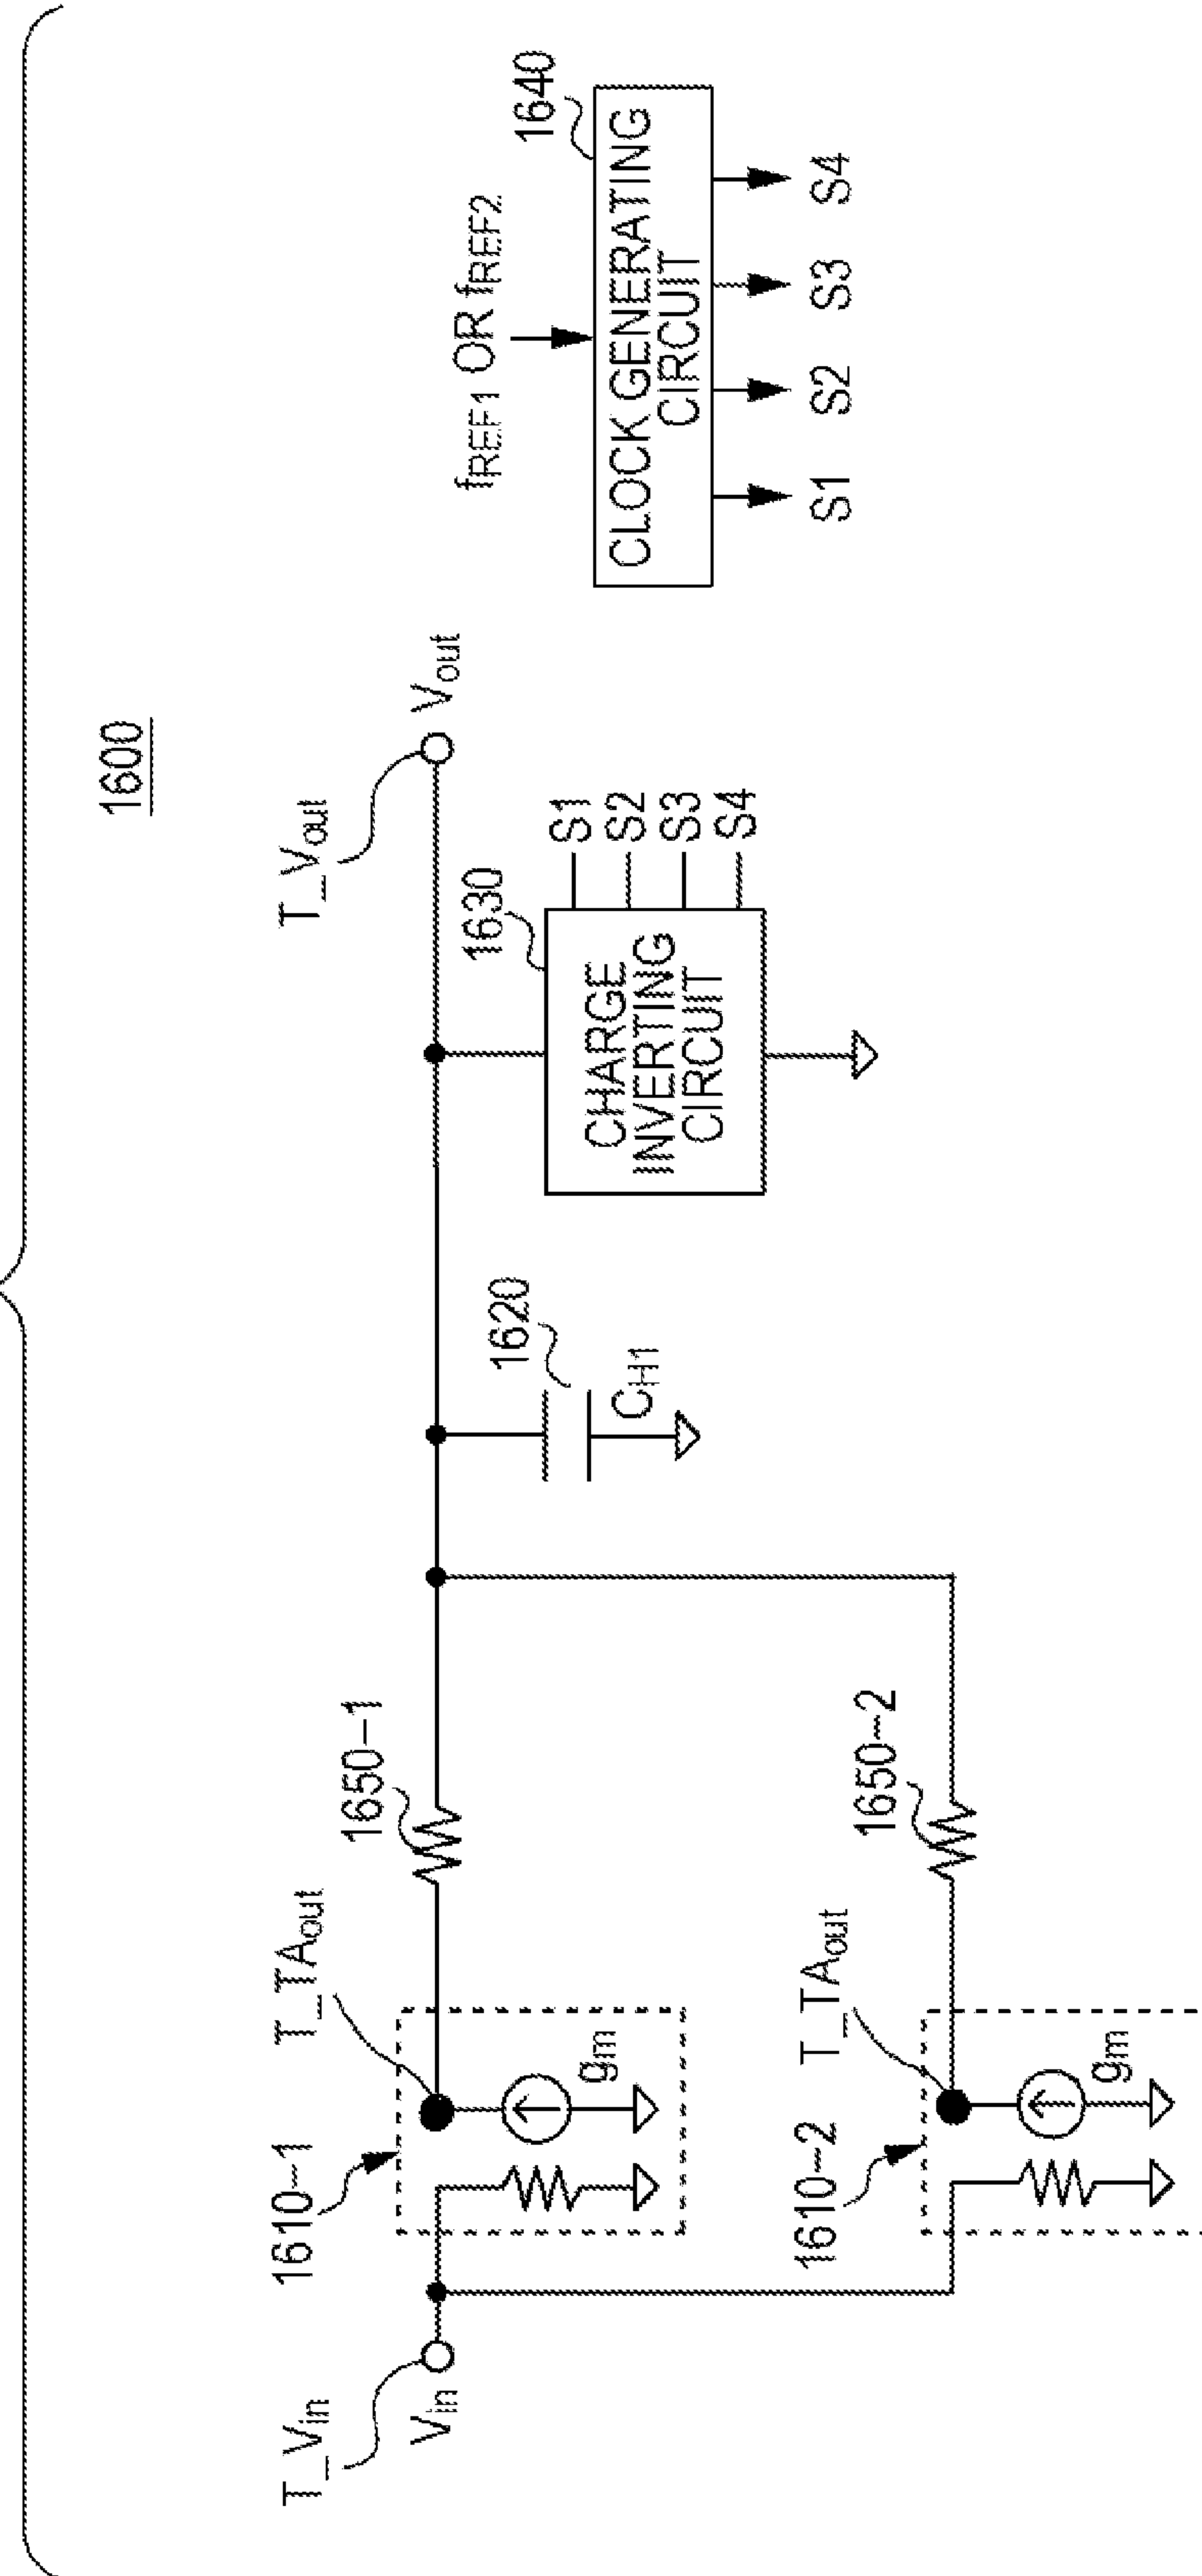 1600
T_Vin
Vin
1610-1
T_TAout
gm
1650-1
1610-2
T_TAout
gm
1650-2
1620
CH1
1630
CHARGE
INVERTING
CIRCUIT
S1
S2
S3
S4
T_Vout
Vout
fREF1 OR fREF2
1640
CLOCK GENERATING
CIRCUIT
S1 S2 S3 S4